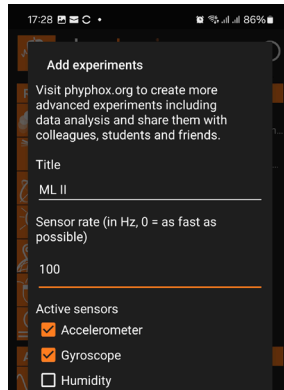 17:28
86%
Add experiments
Visit phyphox.org to create more
advanced experiments including
data analysis and share them with
colleagues, students and friends.
Title
ML II
Sensor rate (in Hz, 0 = as fast as
possible)
100
Active sensors
Accelerometer
Gyroscope
Humidity